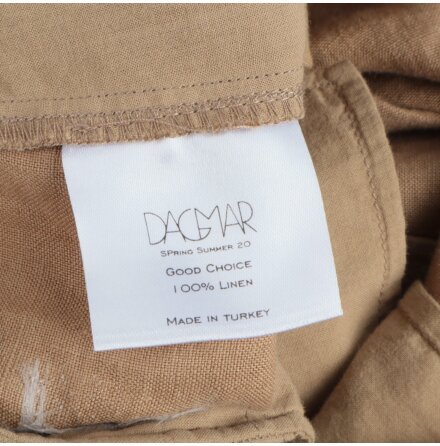 DAGMAR
SPRING SUMMER 20
GOOD CHOICE
100% LINEN
MADE IN TURKEY